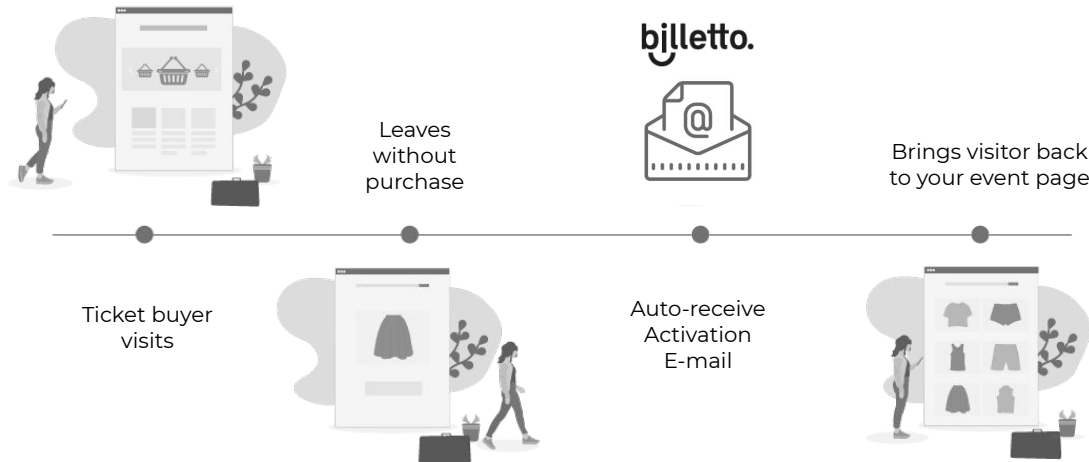 billetto.
@
Leaves
without
purchase
Brings visitor back
to your event page
Ticket buyer
visits
Auto-receive
Activation
E-mail